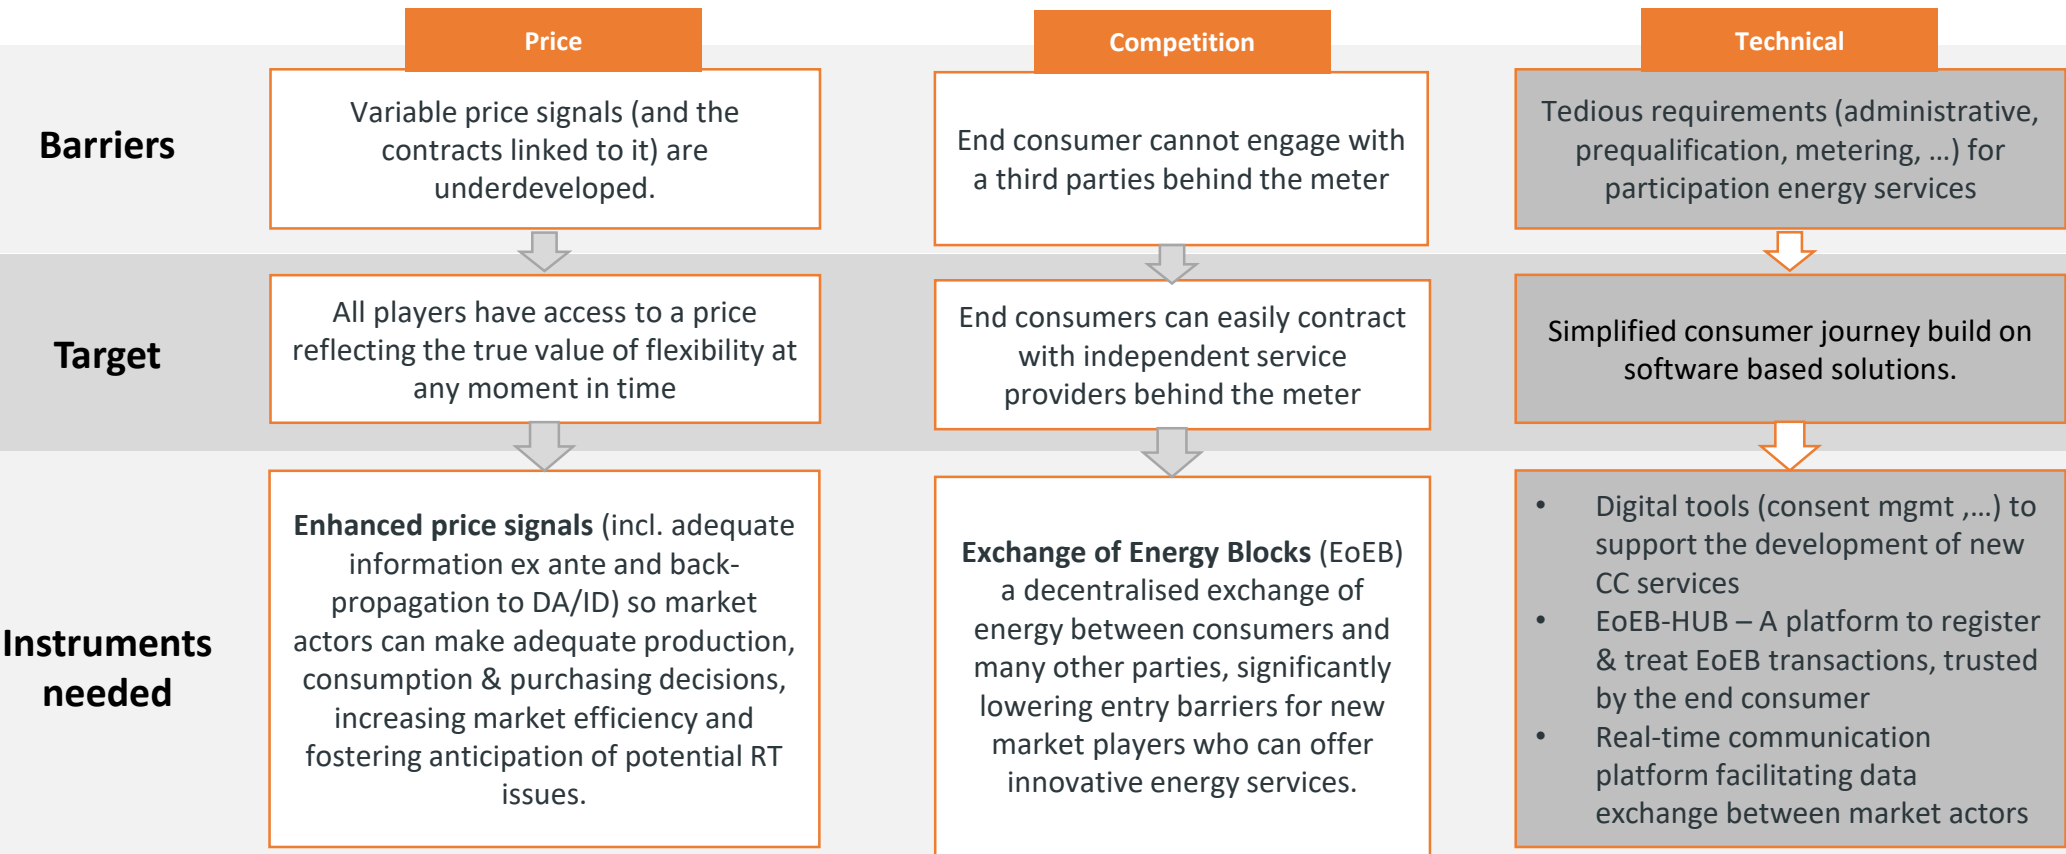 Price
Competition
Technical
Barriers
Variable price signals (and the
contracts linked to it) are
underdeveloped.
End consumer cannot engage with
a third parties behind the meter
Tedious requirements (administrative,
prequalification, metering, ...) for
participation energy services
Target
All players have access to a price
reflecting the true value of flexibility at
any moment in time
End consumers can easily contract
with independent service
providers behind the meter
Simplified consumer journey build on
software based solutions.
Instruments
needed
Enhanced price signals (incl. adequate
information ex ante and back-
propagation to DA/ID) so market
actors can make adequate production,
consumption & purchasing decisions,
increasing market efficiency and
fostering anticipation of potential RT
issues.
Exchange of Energy Blocks (EoEB)
a decentralised exchange of
energy between consumers and
many other parties, significantly
lowering entry barriers for new
market players who can offer
innovative energy services.
• Digital tools (consent mgmt ,...) to
support the development of new
CC services
• EoEB-HUB – A platform to register
& treat EoEB transactions, trusted
by the end consumer
• Real-time communication
platform facilitating data
exchange between market actors